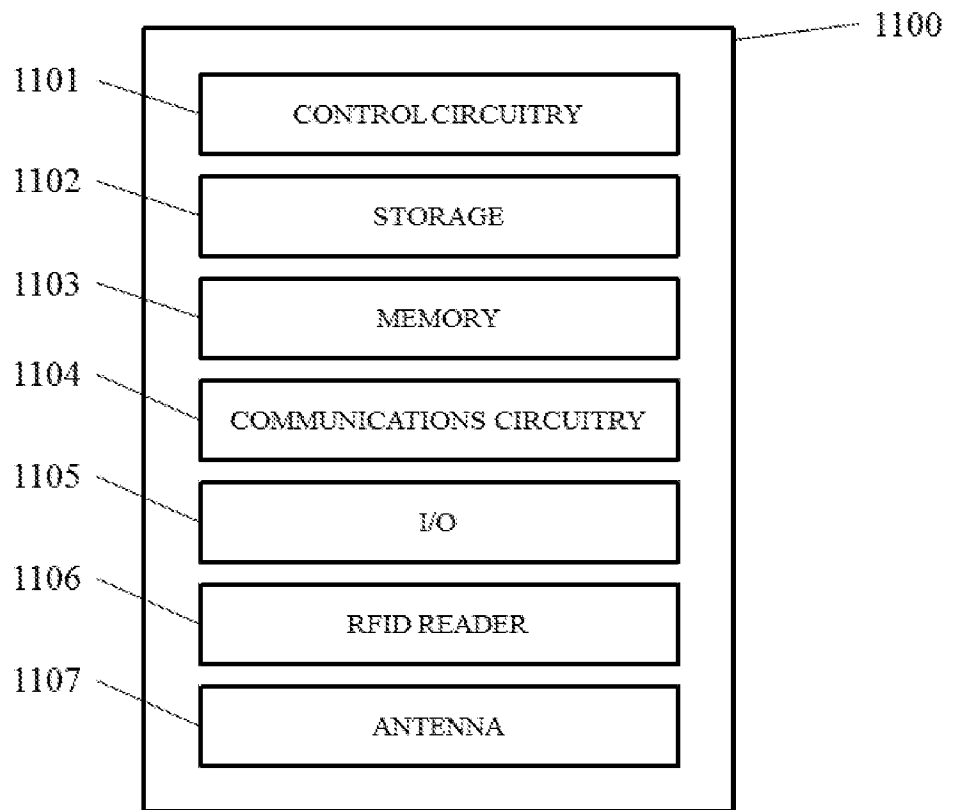 1100
1101
CONTROL CIRCUITRY
1102
STORAGE
1103
MEMORY
1104
COMMUNICATIONS CIRCUITRY
1105
I/O
1106
RFID READER
1107
ANTENNA